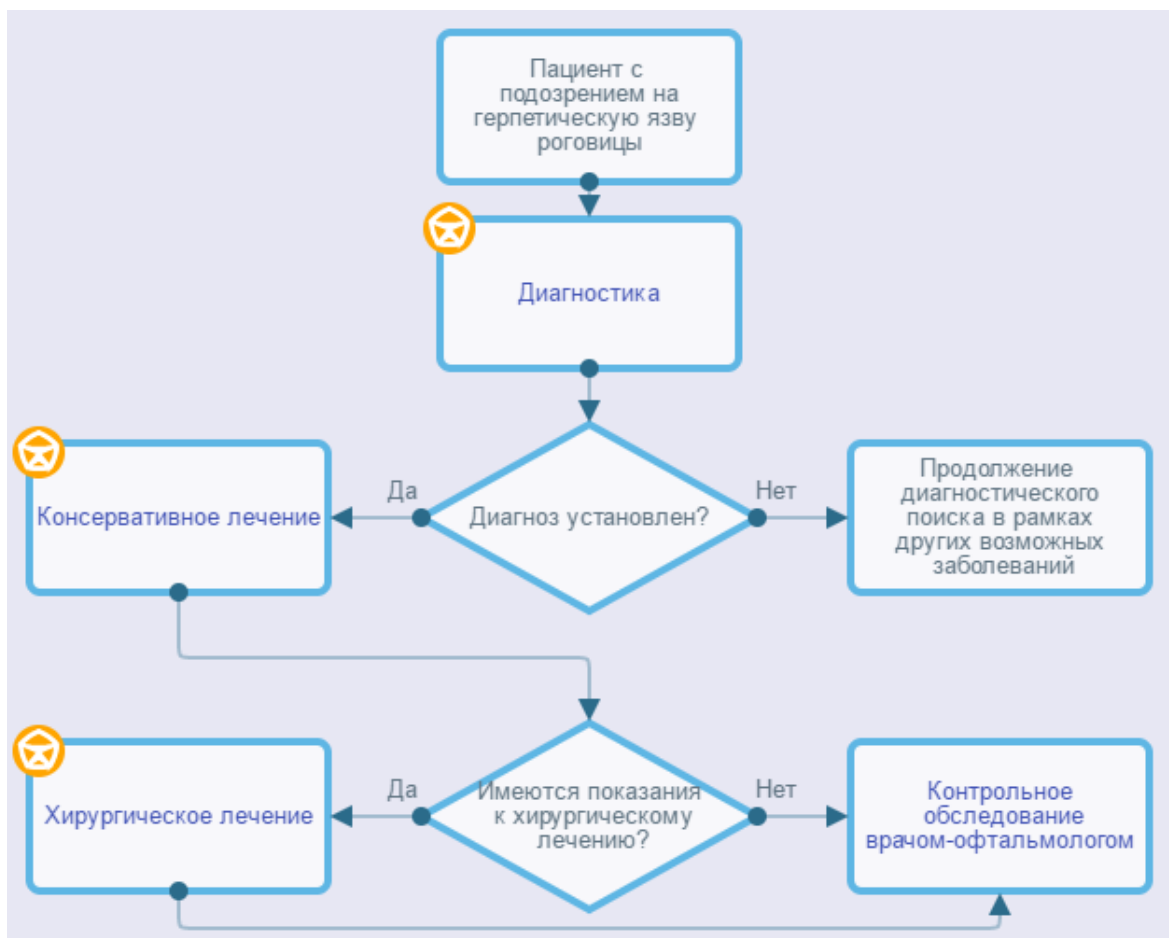 Пациент с
подозрением на
герпетическую язву
роговицы
Диагностика
Консервативное лечение
Да
Диагноз установлен?
Нет
Продолжение
диагностического
поиска в рамках
других возможных
заболеваний
Хирургическое лечение
Да
Имеются показания
к хирургическому
лечению?
Нет
Контрольное
обследование
врачом-офтальмологом